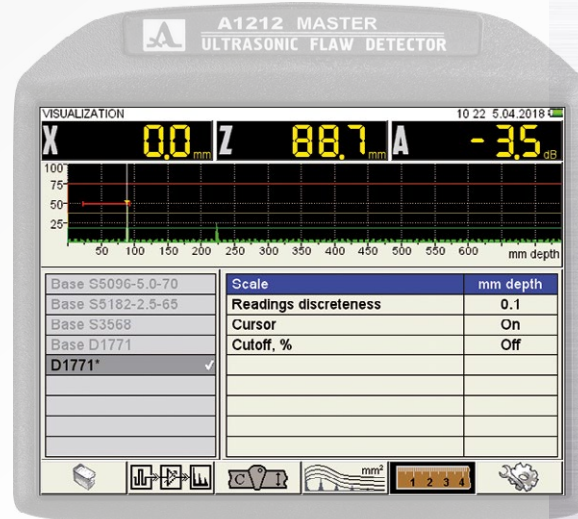 A1212 MASTER
ULTRASONIC FLAW DETECTOR
VISUALIZATION 10 22 5.04.2018
X 0.0 mm Z 88.7 mm A - 3.5 dB
100
75
50
25
50 100 150 200 250 300 350 400 450 500 550 600 mm depth
Base S5096-5.0-70
Base S5182-2.5-65
Base S3568
Base D1771
D1771*
Scale mm depth
Readings discreteness 0.1
Cursor On
Cutoff, % Off
C I mm² 1 2 3 4